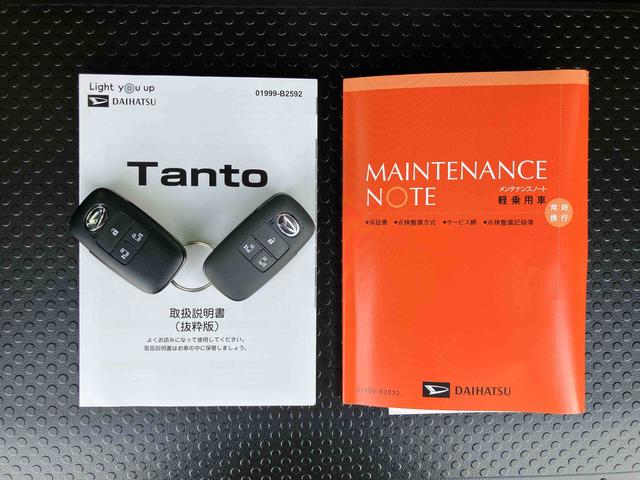 Light you up
DAIHATSU
01999-B2592
Tanto
取扱説明書
（抜粋版）
よくお読みになって使用してください。
取扱説明書はお車の中に保管しましょう。
MAINTENANCE
NOTE
メンテナンスノート
軽乗用車
常時
携行
●保証書 ●点検整備方式 ●サービス網 ●点検整備記録簿
01999-B2032
DAIHATSU